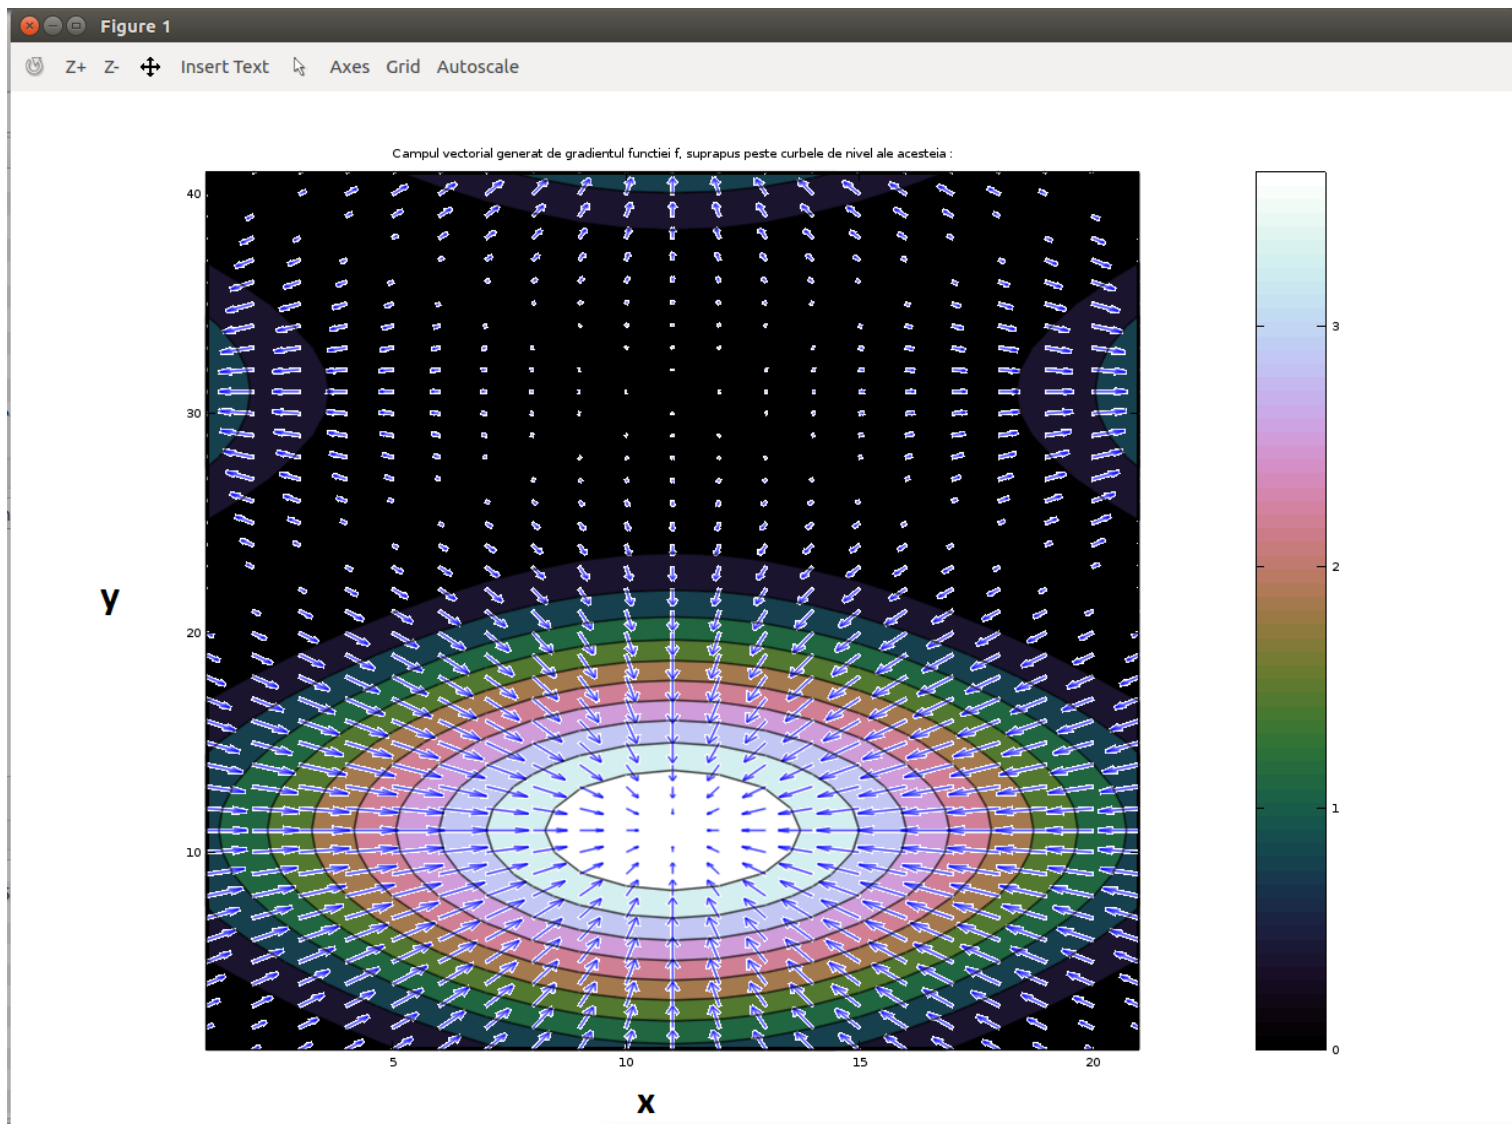 Figure 1
Z+ Z- Insert Text Axes Grid Autoscale
Campul vectorial generat de gradientul functiei f, suprapus peste curbele de nivel ale acesteia :
40
30
20
10
y
5 10 15 20
x
3
2
1
0